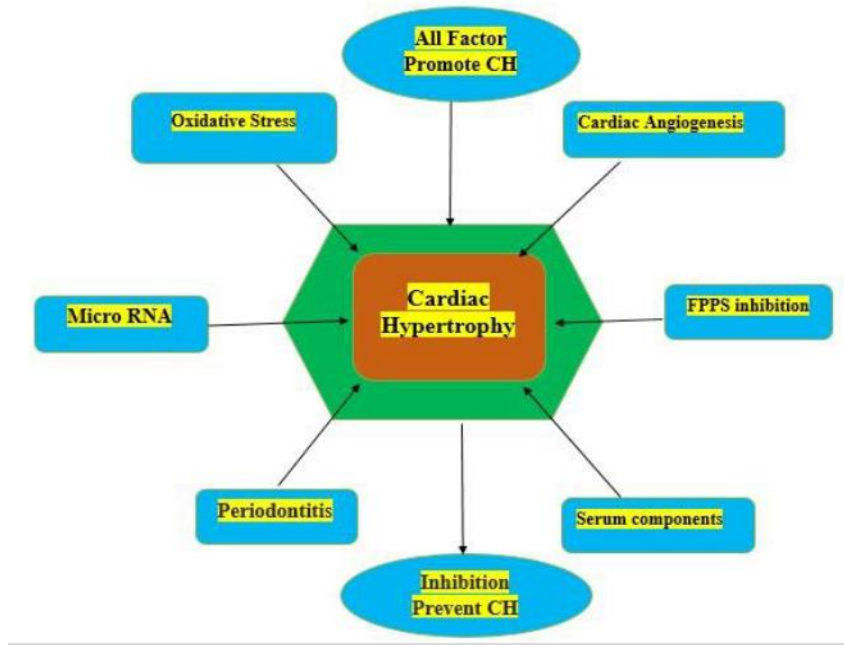 All Factor
Promote CH
Oxidative Stress
Cardiac Angiogenesis
Cardiac
Hypertrophy
Micro RNA
FPPS inhibition
Periodontitis
Serum components
Inhibition
Prevent CH